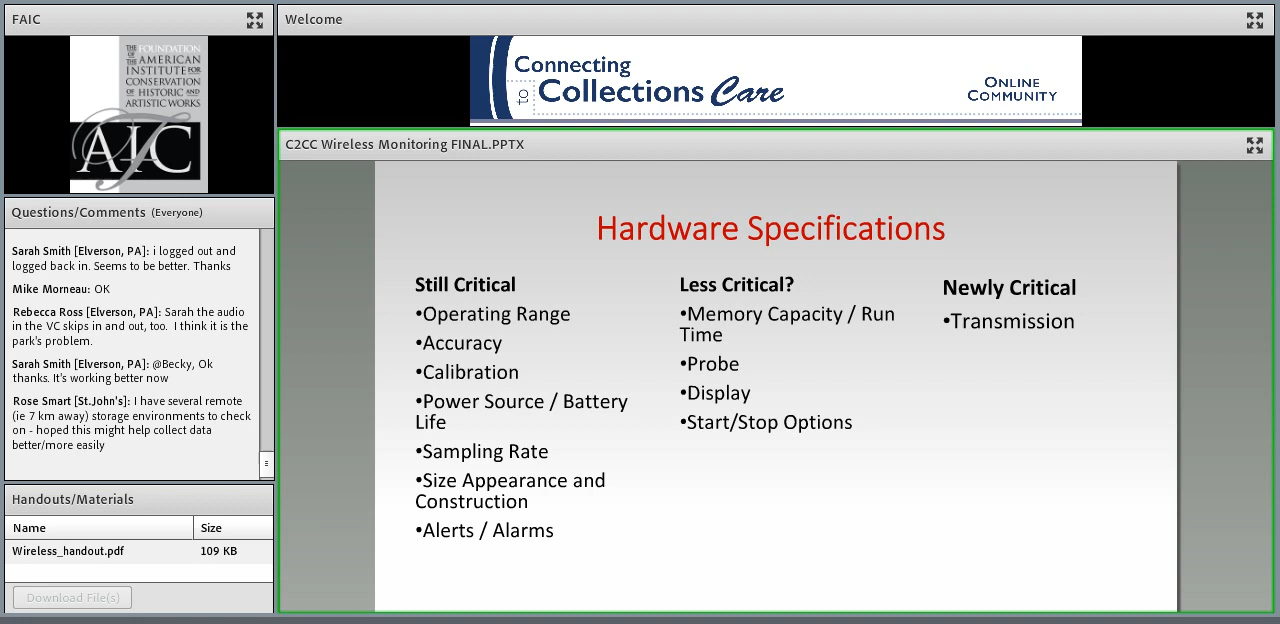 FAIC
THE FOUNDATION
OF THE AMERICAN
INSTITUTE FOR
CONSERVATION
OF HISTORIC AND
ARTISTIC WORKS
AIC
Questions/Comments (Everyone)
Sarah Smith [Elverson, PA]: i logged out and
logged back in. Seems to be better. Thanks
Mike Morneau: OK
Rebecca Ross [Elverson, PA]: Sarah the audio
in the VC skips in and out, too. I think it is the
park's problem.
Sarah Smith [Elverson, PA]: @Becky, Ok
thanks. It's working better now
Rose Smart [St.John's]: I have several remote
(ie 7 km away) storage environments to check
on - hoped this might help collect data
better/more easily
Handouts/Materials
Name Size
Wireless_handout.pdf 109 KB
Download File(s)
Welcome
Connecting
to Collections Care
ONLINE
COMMUNITY
C2CC Wireless Monitoring FINAL.PPTX
Hardware Specifications
Still Critical
•Operating Range
•Accuracy
•Calibration
•Power Source / Battery
Life
•Sampling Rate
•Size Appearance and
Construction
•Alerts / Alarms
Less Critical?
•Memory Capacity / Run
Time
•Probe
•Display
•Start/Stop Options
Newly Critical
•Transmission